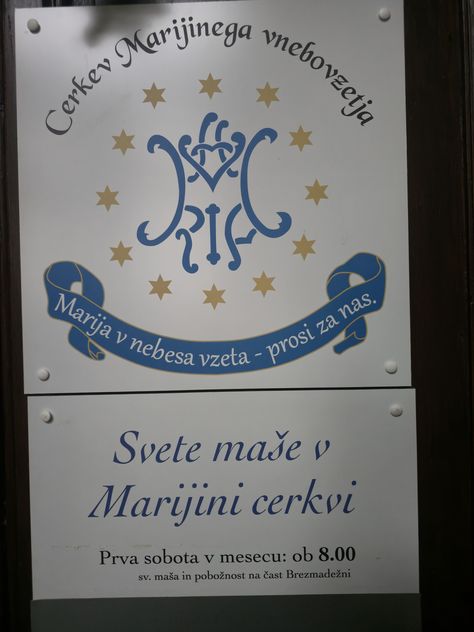 Cerkev Marijinega vnebovzetja
Marija v nebesa vzeta - prosi za nas.
Svete maše v
Marijini cerkvi
Prva sobota v mesecu: ob 8.00
sv. maša in pobožnost na čast Brezmadežni